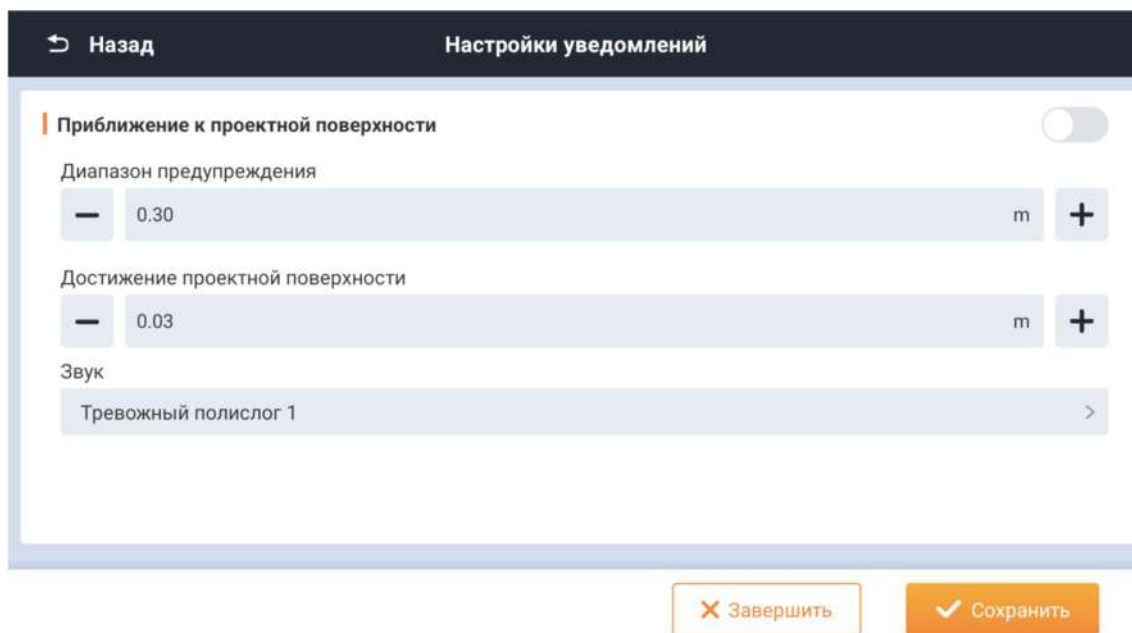 Назад
Настройки уведомлений
Приближение к проектной поверхности
Диапазон предупреждения
0.30 m
Достижение проектной поверхности
0.03 m
Звук
Тревожный полислог 1
Завершить
Сохранить